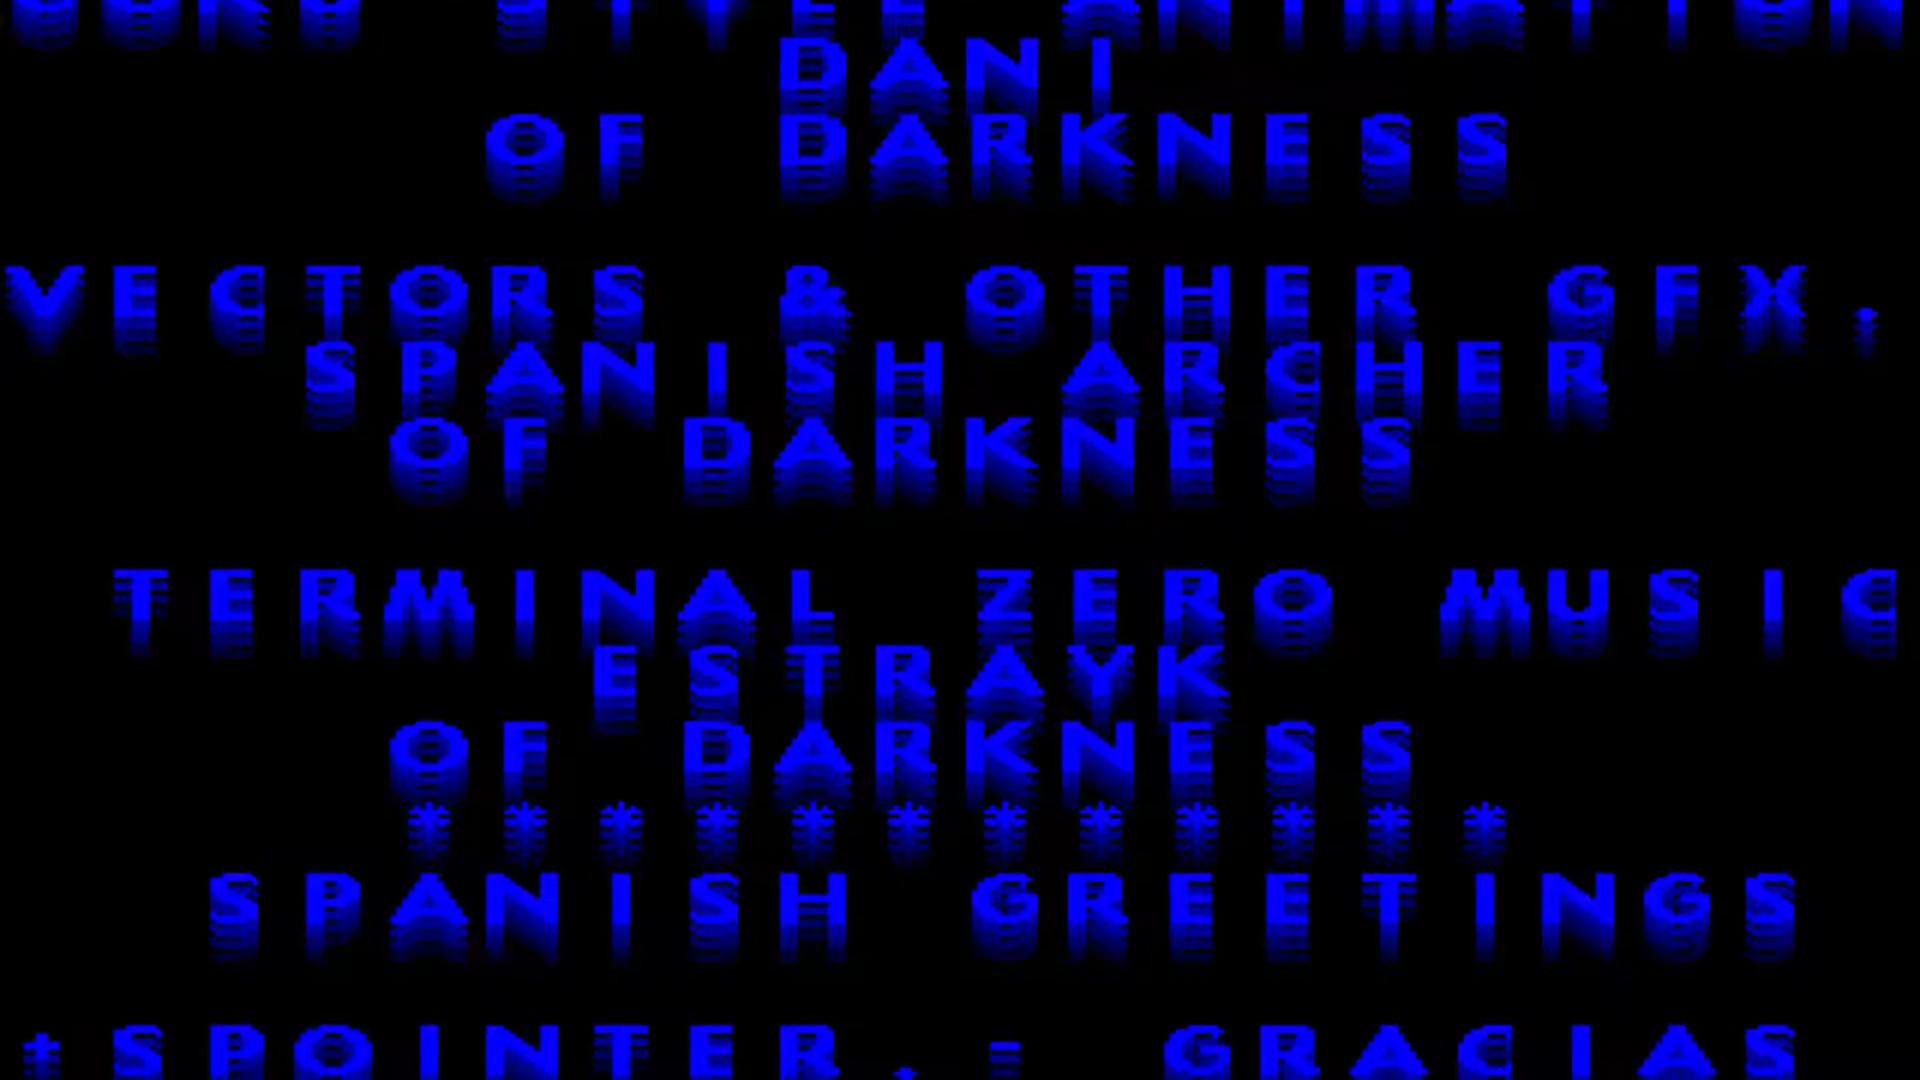 ANIMATION
DANI
OF DARKNESS
VECTORS & OTHER GFX.
SPANISH ARCHER
OF DARKNESS
TERMINAL ZERO MUSIC
ESTRAYK
OF DARKNESS
************
SPANISH GREETINGS
+SPOINTER. = GRACIAS